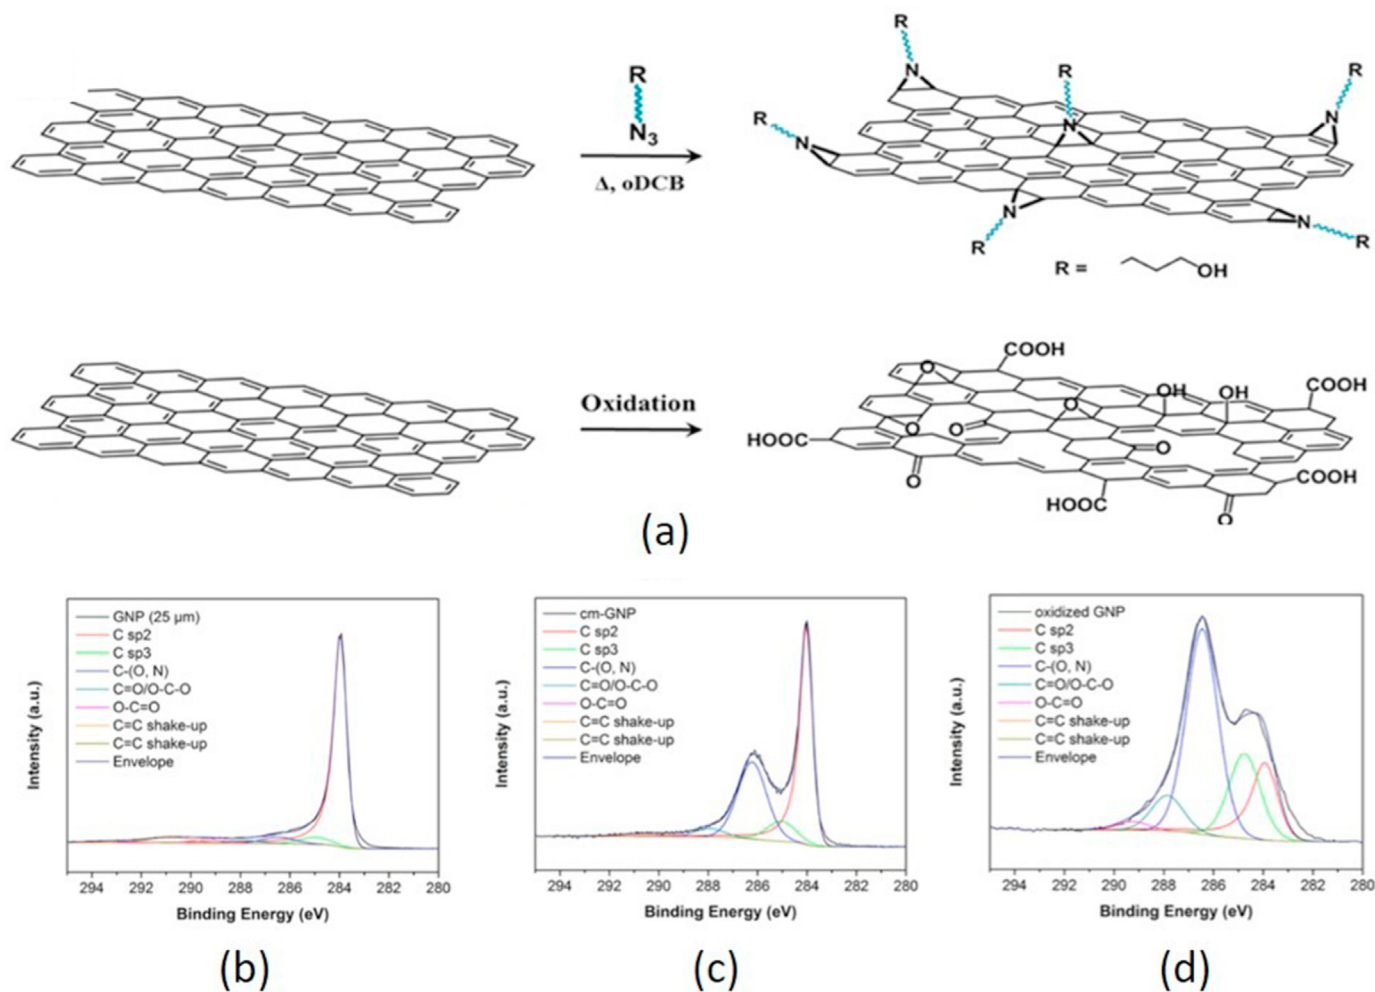 R
N3
Δ, oDCB
R
N
R
N
R
N
R
N
R
N
R
N
R
R = OH
Oxidation
COOH
O
OH
OH
COOH
O
O
O
HOOC
O
O
COOH
HOOC
O
(a)
GNP (25 µm)
C sp2
C sp3
C-(O, N)
C=O/O-C-O
O-C=O
C=C shake-up
C=C shake-up
Envelope
Intensity (a.u.)
294 292 290 288 286 284 282 280
Binding Energy (eV)
(b)
cm-GNP
C sp2
C sp3
C-(O, N)
C=O/O-C-O
O-C=O
C=C shake-up
C=C shake-up
Envelope
Intensity (a.u.)
294 292 290 288 286 284 282 280
Binding Energy (eV)
(c)
oxidized GNP
C sp2
C sp3
C-(O, N)
C=O/O-C-O
O-C=O
C=C shake-up
C=C shake-up
Envelope
Intensity (a.u.)
294 292 290 288 286 284 282 280
Binding Energy (eV)
(d)